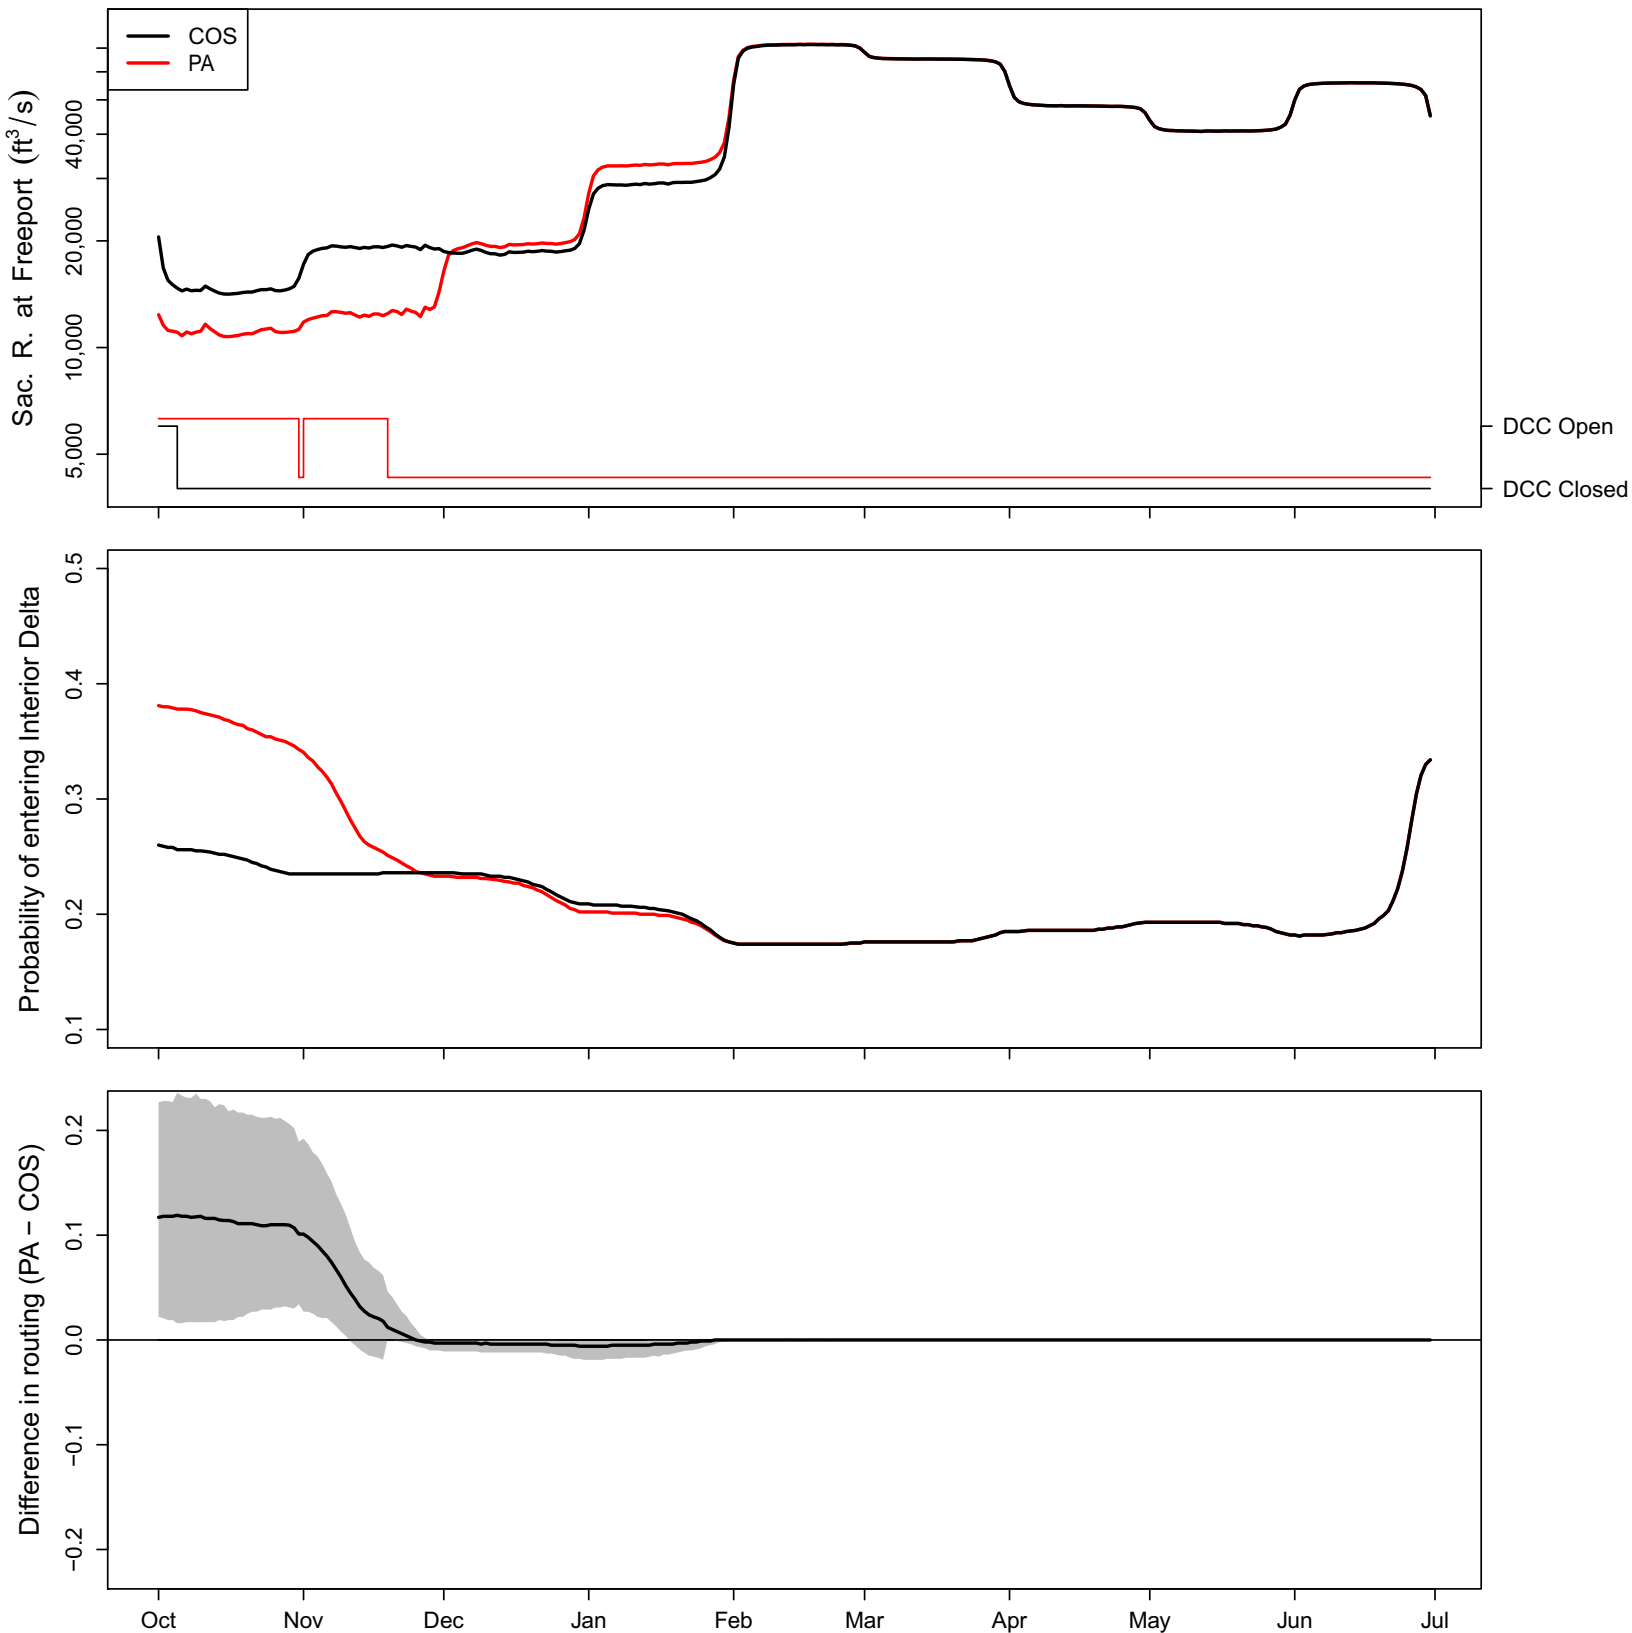 COS
PA
Sac. R. at Freeport (ft³/s)
40,000
20,000
10,000
5,000
DCC Open
DCC Closed
Probability of entering Interior Delta
0.5
0.4
0.3
0.2
0.1
Difference in routing (PA − COS)
0.2
0.1
0.0
−0.1
−0.2
Oct Nov Dec Jan Feb Mar Apr May Jun Jul